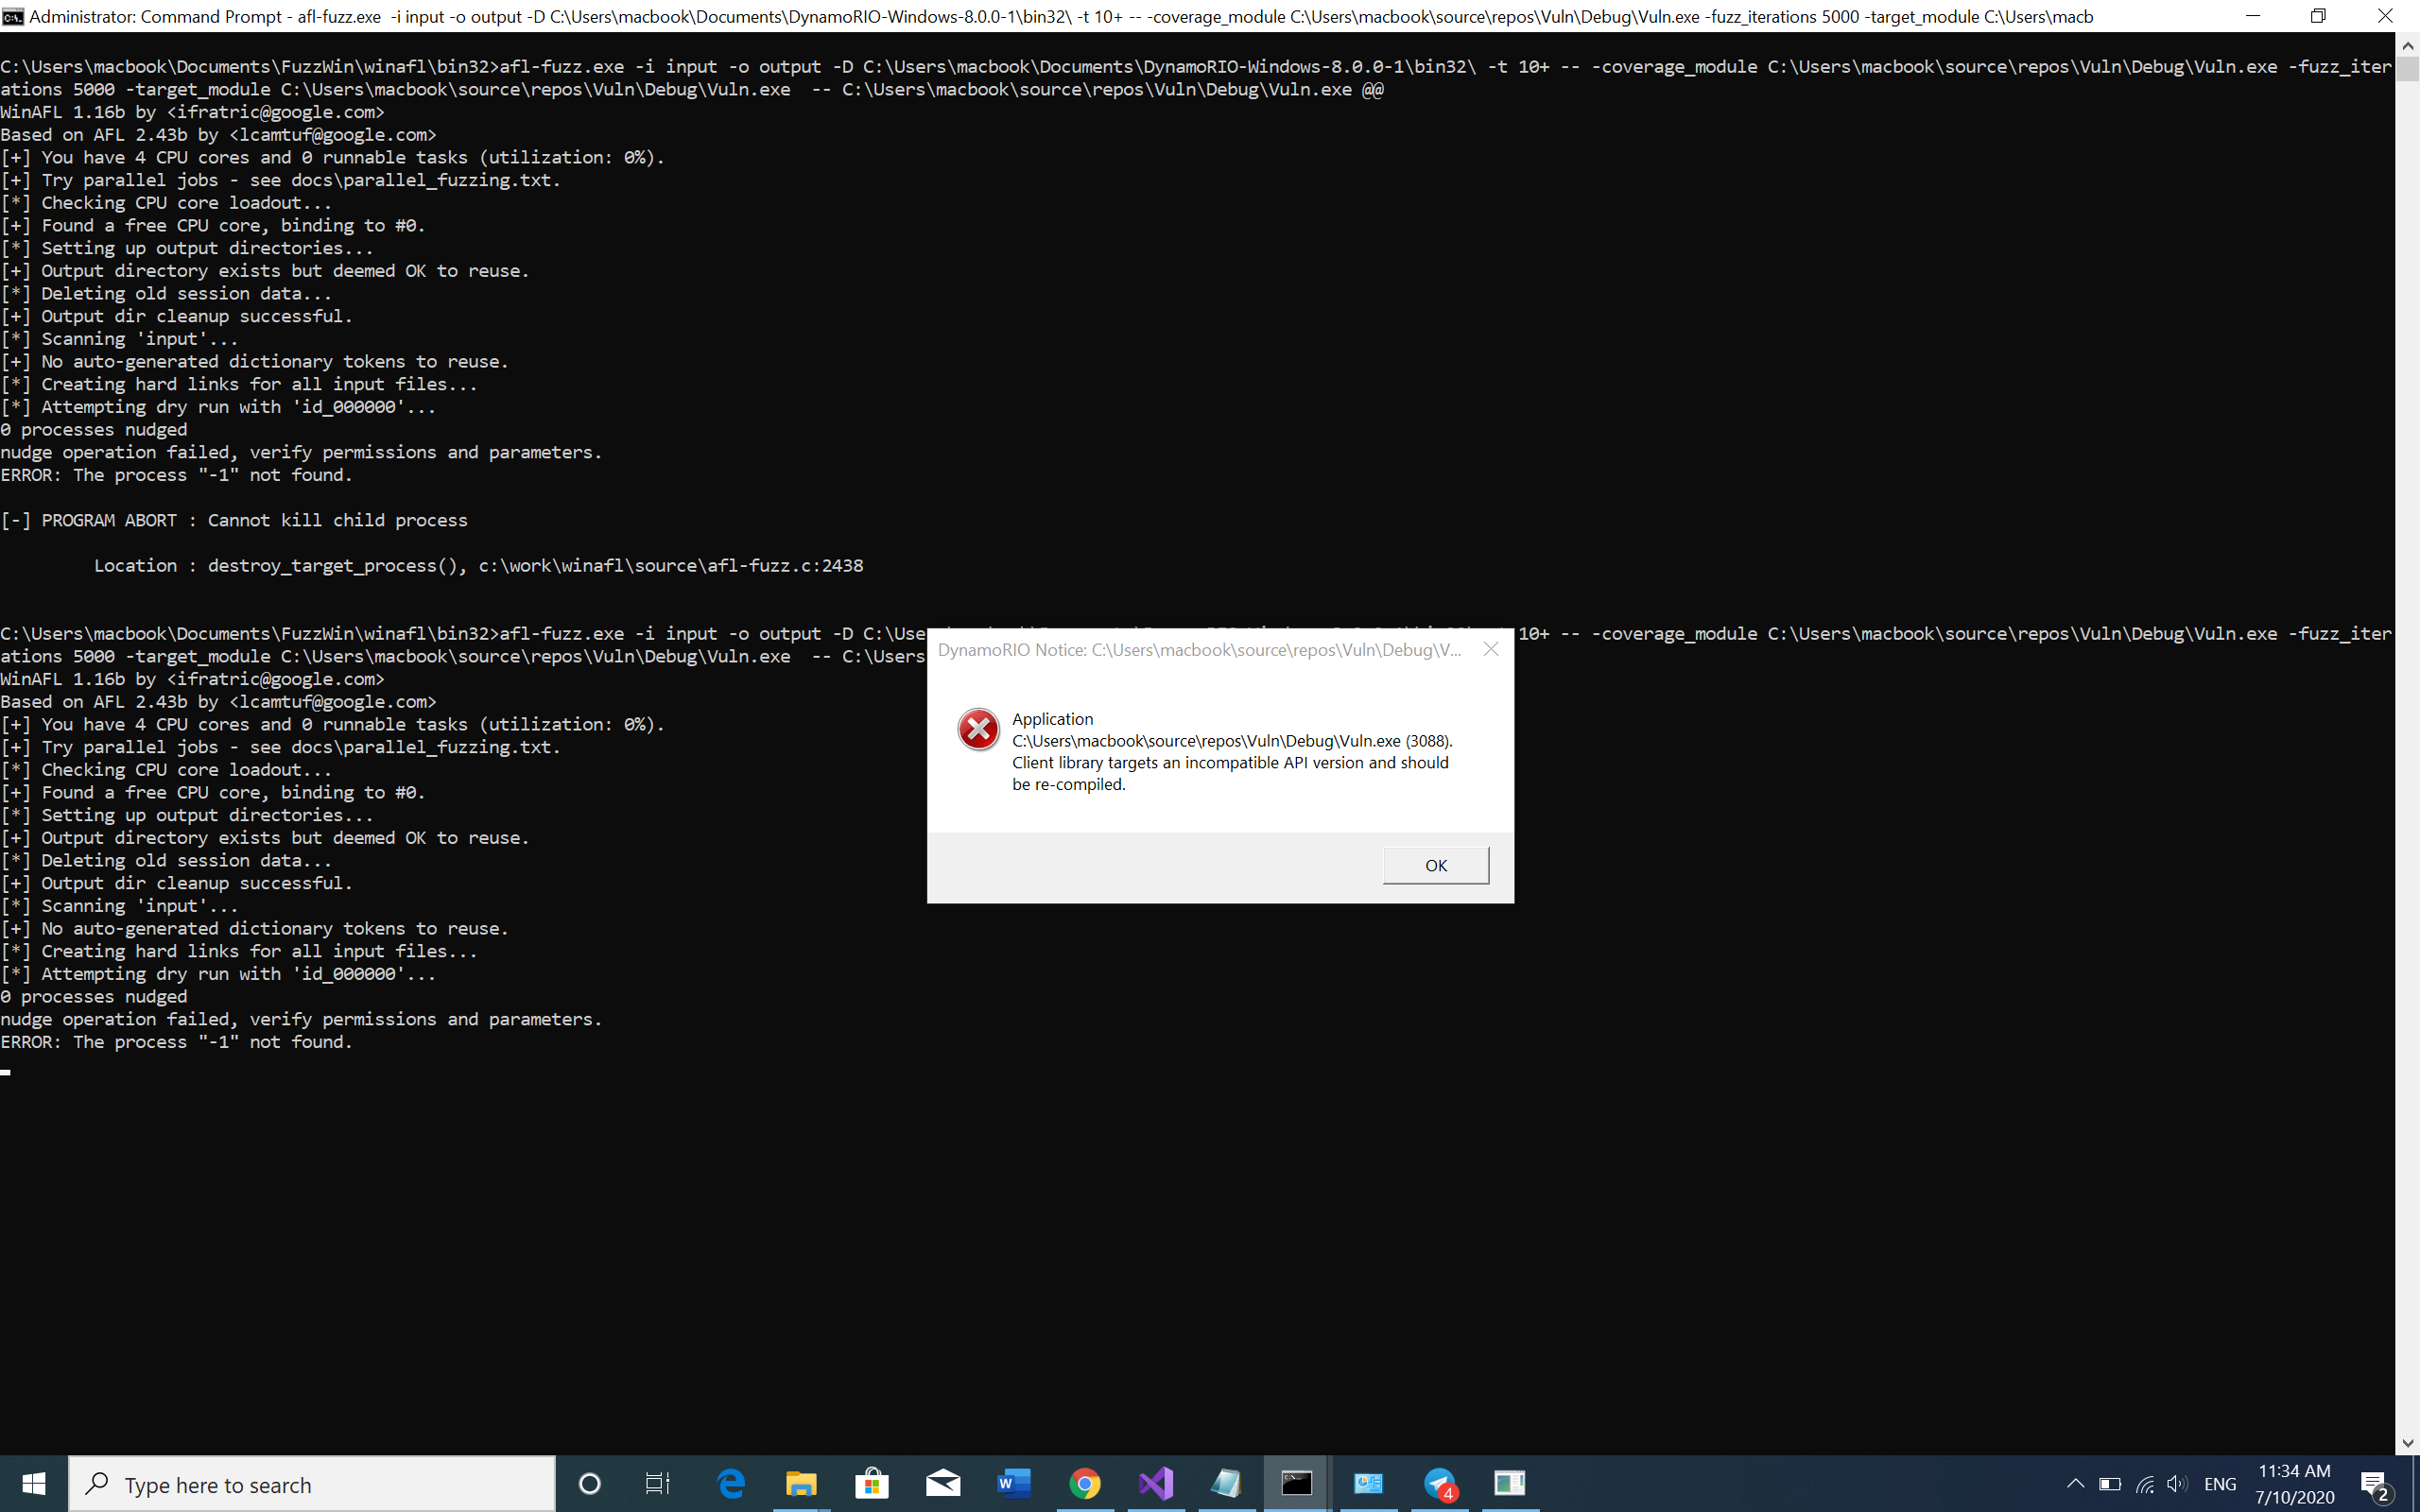 Administrator: Command Prompt - afl-fuzz.exe  -i input -o output -D C:\Users\macbook\Documents\DynamoRIO-Windows-8.0.0-1\bin32\ -t 10+ -- -coverage_module C:\Users\macbook\source\repos\Vuln\Debug\Vuln.exe -fuzz_iterations 5000 -target_module C:\Users\macb
C:\Users\macbook\Documents\FuzzWin\winafl\bin32>afl-fuzz.exe -i input -o output -D C:\Users\macbook\Documents\DynamoRIO-Windows-8.0.0-1\bin32\ -t 10+ -- -coverage_module C:\Users\macbook\source\repos\Vuln\Debug\Vuln.exe -fuzz_iter
ations 5000 -target_module C:\Users\macbook\source\repos\Vuln\Debug\Vuln.exe  -- C:\Users\macbook\source\repos\Vuln\Debug\Vuln.exe @@
WinAFL 1.16b by <ifratric@google.com>
Based on AFL 2.43b by <lcamtuf@google.com>
[+] You have 4 CPU cores and 0 runnable tasks (utilization: 0%).
[+] Try parallel jobs - see docs\parallel_fuzzing.txt.
[*] Checking CPU core loadout...
[+] Found a free CPU core, binding to #0.
[*] Setting up output directories...
[+] Output directory exists but deemed OK to reuse.
[*] Deleting old session data...
[+] Output dir cleanup successful.
[*] Scanning 'input'...
[+] No auto-generated dictionary tokens to reuse.
[*] Creating hard links for all input files...
[*] Attempting dry run with 'id_000000'...
0 processes nudged
nudge operation failed, verify permissions and parameters.
ERROR: The process "-1" not found.
[-] PROGRAM ABORT : Cannot kill child process
Location : destroy_target_process(), c:\work\winafl\source\afl-fuzz.c:2438
C:\Users\macbook\Documents\FuzzWin\winafl\bin32>afl-fuzz.exe -i input -o output -D C:\Use 10+ -- -coverage_module C:\Users\macbook\source\repos\Vuln\Debug\Vuln.exe -fuzz_iter
ations 5000 -target_module C:\Users\macbook\source\repos\Vuln\Debug\Vuln.exe  -- C:\Users
WinAFL 1.16b by <ifratric@google.com>
Based on AFL 2.43b by <lcamtuf@google.com>
[+] You have 4 CPU cores and 0 runnable tasks (utilization: 0%).
[+] Try parallel jobs - see docs\parallel_fuzzing.txt.
[*] Checking CPU core loadout...
[+] Found a free CPU core, binding to #0.
[*] Setting up output directories...
[+] Output directory exists but deemed OK to reuse.
[*] Deleting old session data...
[+] Output dir cleanup successful.
[*] Scanning 'input'...
[+] No auto-generated dictionary tokens to reuse.
[*] Creating hard links for all input files...
[*] Attempting dry run with 'id_000000'...
0 processes nudged
nudge operation failed, verify permissions and parameters.
ERROR: The process "-1" not found.
DynamoRIO Notice: C:\Users\macbook\source\repos\Vuln\Debug\V...
Application
C:\Users\macbook\source\repos\Vuln\Debug\Vuln.exe (3088).
Client library targets an incompatible API version and should
be re-compiled.
OK
Type here to search
4
ENG
11:34 AM
7/10/2020
2